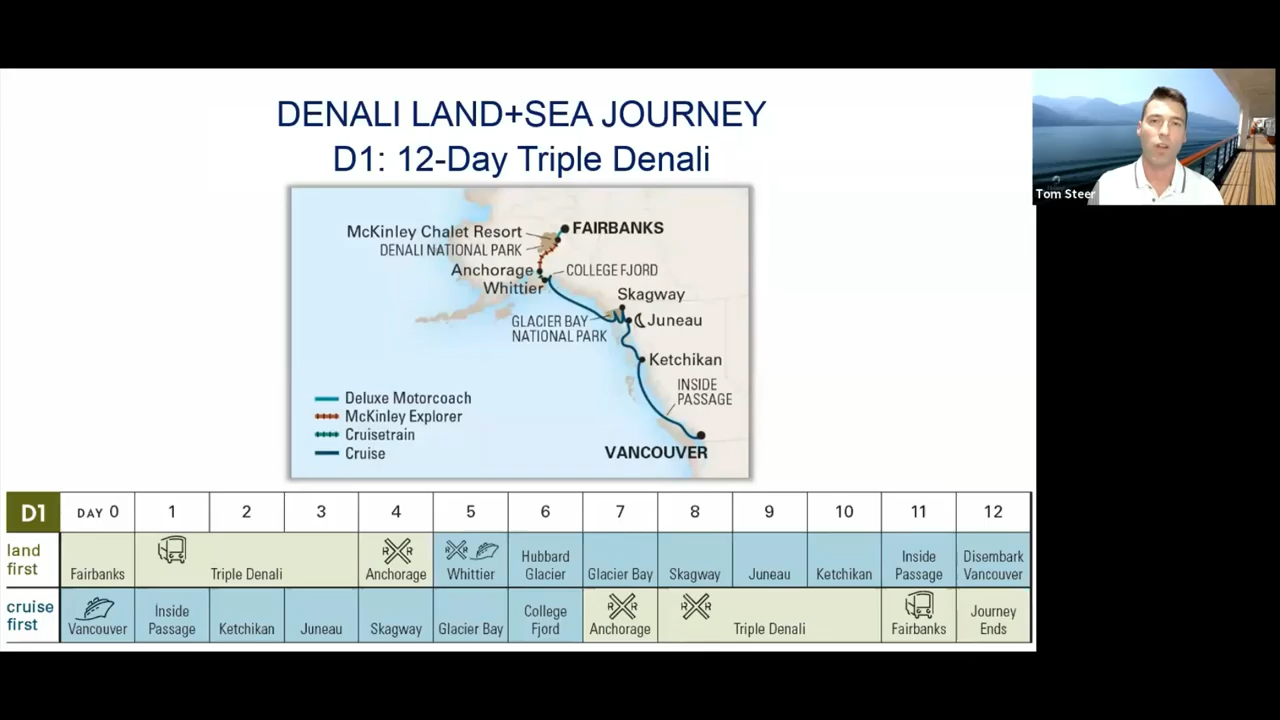 DENALI LAND+SEA JOURNEY
D1: 12-Day Triple Denali
Tom Steer
McKinley Chalet Resort
FAIRBANKS
DENALI NATIONAL PARK
Anchorage
COLLEGE FJORD
Whittier
Skagway
GLACIER BAY
NATIONAL PARK
Juneau
Ketchikan
INSIDE
PASSAGE
VANCOUVER
Deluxe Motorcoach
McKinley Explorer
Cruisetrain
Cruise
D1 DAY 0 1 2 3 4 5 6 7 8 9 10 11 12
land
first
Fairbanks
Triple Denali
R R
Anchorage
R R
Whittier
Hubbard
Glacier
Glacier Bay
Skagway
Juneau
Ketchikan
Inside
Passage
Disembark
Vancouver
cruise
first
Vancouver
Inside
Passage
Ketchikan
Juneau
Skagway
Glacier Bay
College
Fjord
R R
Anchorage
R R
Triple Denali
Fairbanks
Journey
Ends